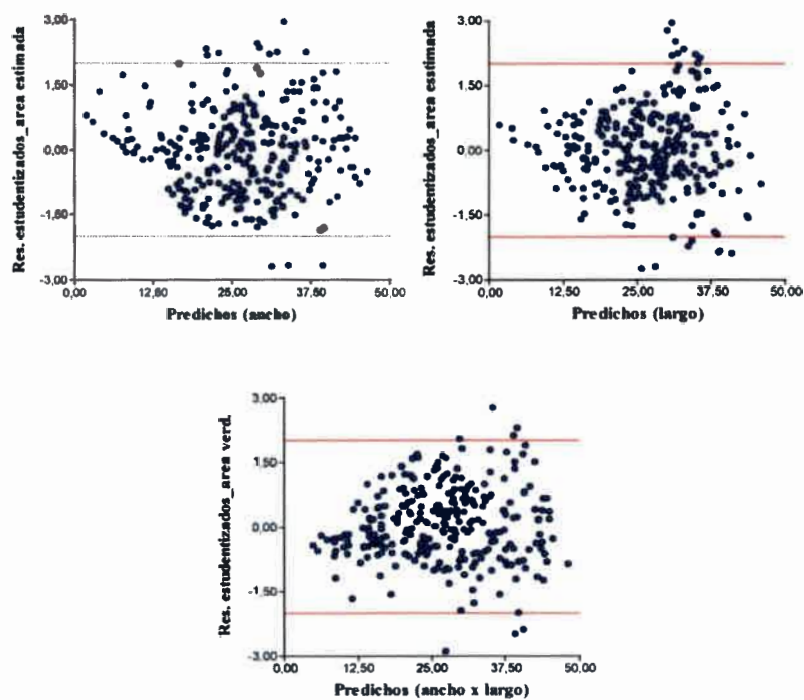 3,00
1,50
0,00
-1,50
-3,00
Res. estudentizados_area estimada
0,00 12,50 25,00 37,50 50,00
Predichos (ancho)
3,00
1,50
0,00
-1,50
-3,00
Res. estudentizados_area esstimada
0,00 12,50 25,00 37,50 50,00
Predichos (largo)
3,00
1,50
0,00
-1,50
-3,00
Res. estudentizados_area verd.
0,00 12,50 25,00 37,50 50,00
Predichos (ancho x largo)